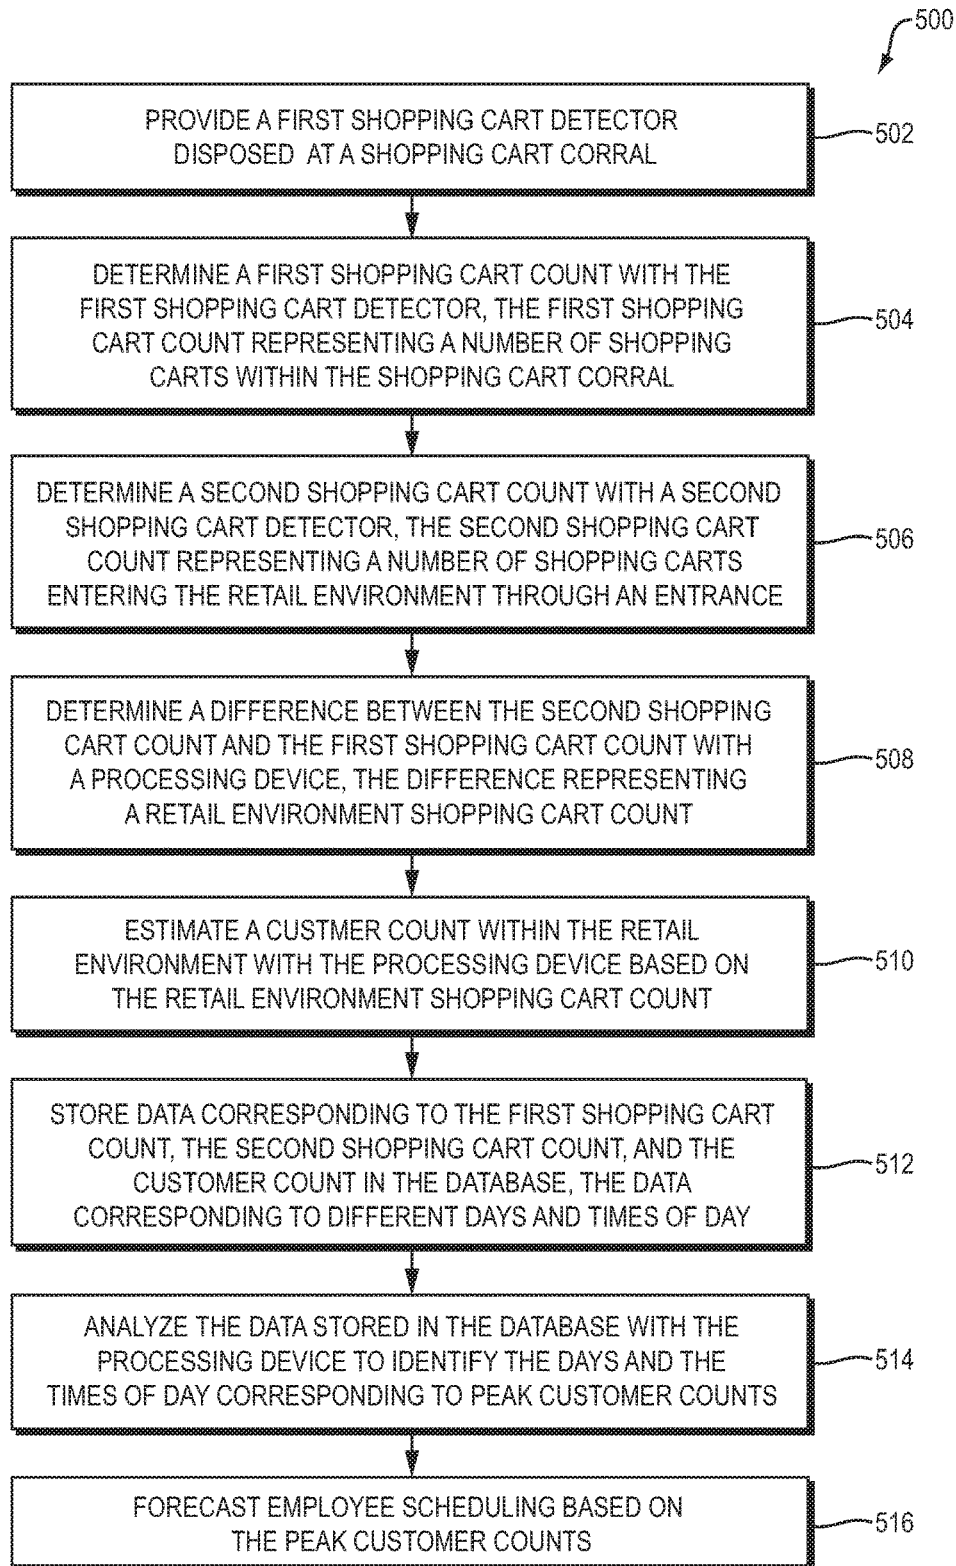 500
PROVIDE A FIRST SHOPPING CART DETECTOR
DISPOSED AT A SHOPPING CART CORRAL
502
DETERMINE A FIRST SHOPPING CART COUNT WITH THE
FIRST SHOPPING CART DETECTOR, THE FIRST SHOPPING
CART COUNT REPRESENTING A NUMBER OF SHOPPING
CARTS WITHIN THE SHOPPING CART CORRAL
504
DETERMINE A SECOND SHOPPING CART COUNT WITH A SECOND
SHOPPING CART DETECTOR, THE SECOND SHOPPING CART
COUNT REPRESENTING A NUMBER OF SHOPPING CARTS
ENTERING THE RETAIL ENVIRONMENT THROUGH AN ENTRANCE
506
DETERMINE A DIFFERENCE BETWEEN THE SECOND SHOPPING
CART COUNT AND THE FIRST SHOPPING CART COUNT WITH
A PROCESSING DEVICE, THE DIFFERENCE REPRESENTING
A RETAIL ENVIRONMENT SHOPPING CART COUNT
508
ESTIMATE A CUSTMER COUNT WITHIN THE RETAIL
ENVIRONMENT WITH THE PROCESSING DEVICE BASED ON
THE RETAIL ENVIRONMENT SHOPPING CART COUNT
510
STORE DATA CORRESPONDING TO THE FIRST SHOPPING CART
COUNT, THE SECOND SHOPPING CART COUNT, AND THE
CUSTOMER COUNT IN THE DATABASE, THE DATA
CORRESPONDING TO DIFFERENT DAYS AND TIMES OF DAY
512
ANALYZE THE DATA STORED IN THE DATABASE WITH THE
PROCESSING DEVICE TO IDENTIFY THE DAYS AND THE
TIMES OF DAY CORRESPONDING TO PEAK CUSTOMER COUNTS
514
FORECAST EMPLOYEE SCHEDULING BASED ON
THE PEAK CUSTOMER COUNTS
516